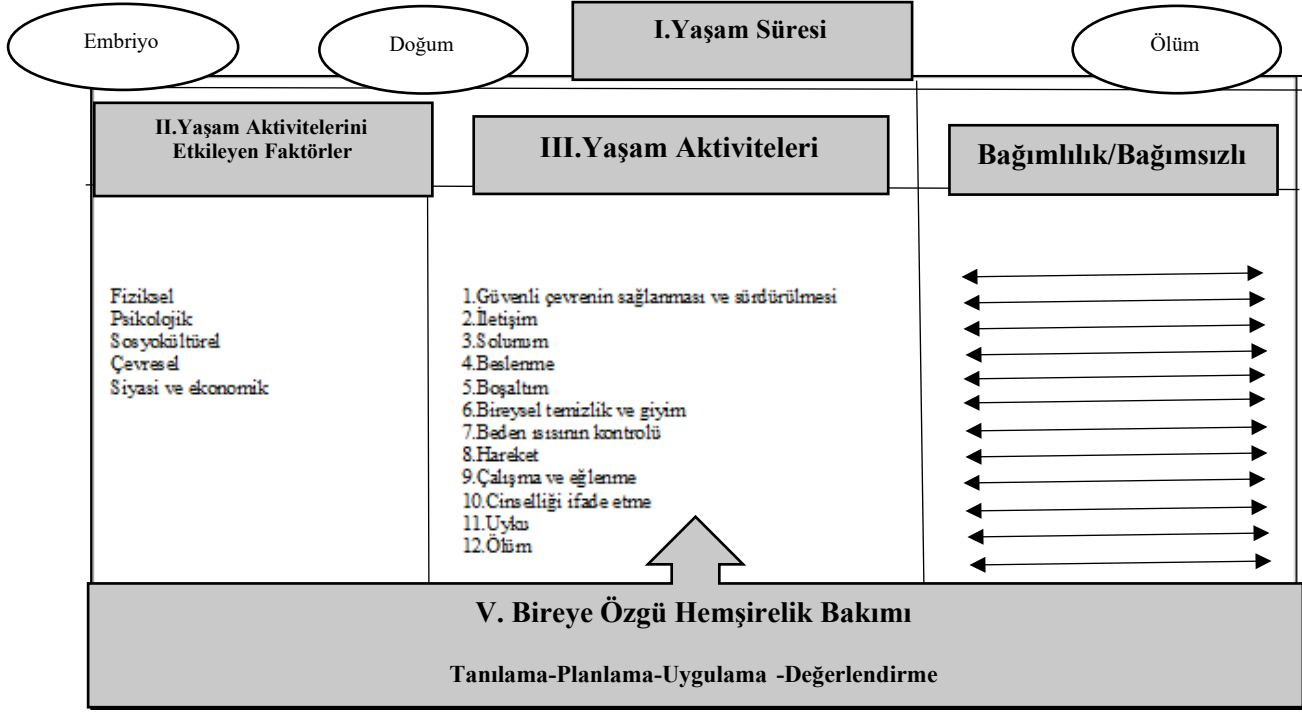 Embriyo
Doğum
I.Yaşam Süresi
Ölüm
II.Yaşam Aktivitelerini
Etkileyen Faktörler
III.Yaşam Aktiviteleri
Bağımlılık/Bağımsızlı
Fiziksel
Psikolojik
Sosyokültürel
Çevresel
Siyasi ve ekonomik
1.Güvenli çevrenin sağlanması ve sürdürülmesi
2.İletişim
3.Solunum
4.Beslenme
5.Boşaltım
6.Bireysel temizlik ve giyim
7.Beden ısısının kontrolü
8.Hareket
9.Çalışma ve eğlenme
10.Cinselliği ifade etme
11.Uyku
12.Ölüm
V. Bireye Özgü Hemşirelik Bakımı
Tanılama-Planlama-Uygulama -Değerlendirme